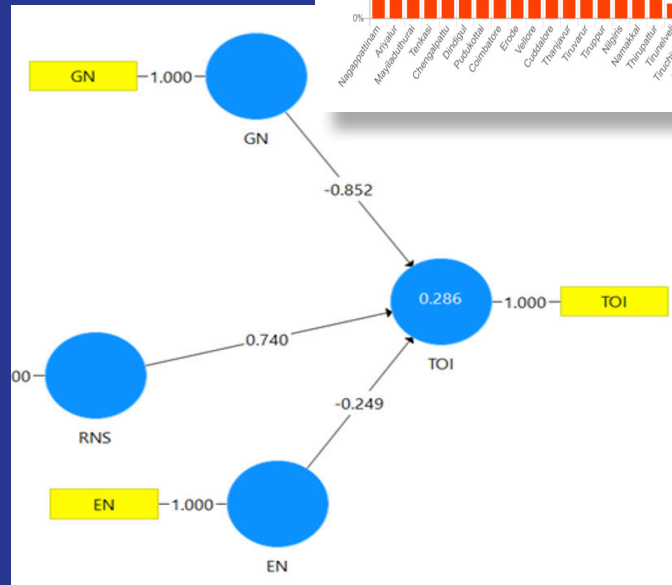 0%
Nagappattinam
Ariyalur
Mayiladuthurai
Tenkasi
Chengalpattu
Dindigul
Pudukottai
Coimbatore
Erode
Vellore
Cuddalore
Thanjavur
Tiruvarur
Tiruppur
Nilgiris
Namakkal
Thirupattur
GN
1.000
GN
-0.852
0.286
1.000
TOI
TOI
0.740
00
RNS
-0.249
EN
1.000
EN